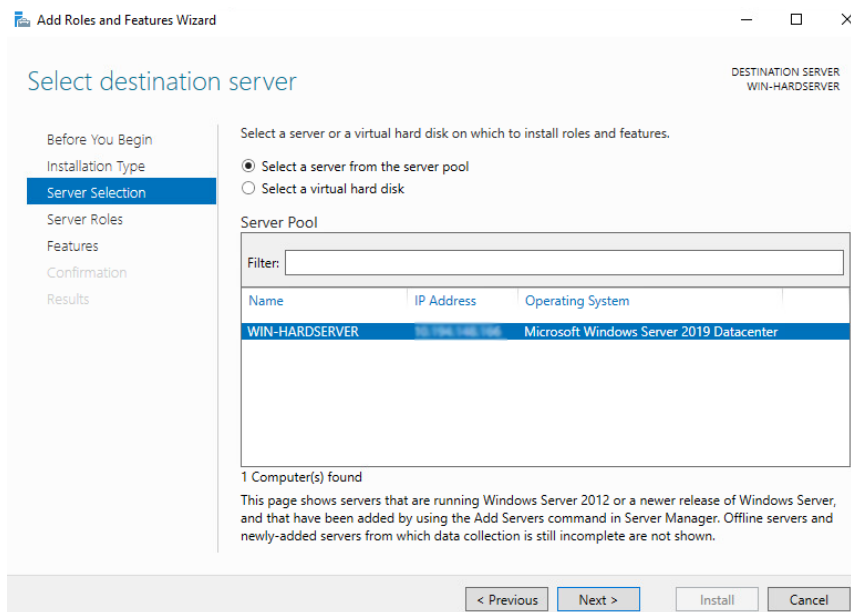 Add Roles and Features Wizard
Select destination server
DESTINATION SERVER
WIN-HARDSERVER
Before You Begin
Installation Type
Server Selection
Server Roles
Features
Confirmation
Results
Select a server or a virtual hard disk on which to install roles and features.
Select a server from the server pool
Select a virtual hard disk
Server Pool
Filter:
Name IP Address Operating System
WIN-HARDSERVER Microsoft Windows Server 2019 Datacenter
1 Computer(s) found
This page shows servers that are running Windows Server 2012 or a newer release of Windows Server,
and that have been added by using the Add Servers command in Server Manager. Offline servers and
newly-added servers from which data collection is still incomplete are not shown.
< Previous Next > Install Cancel